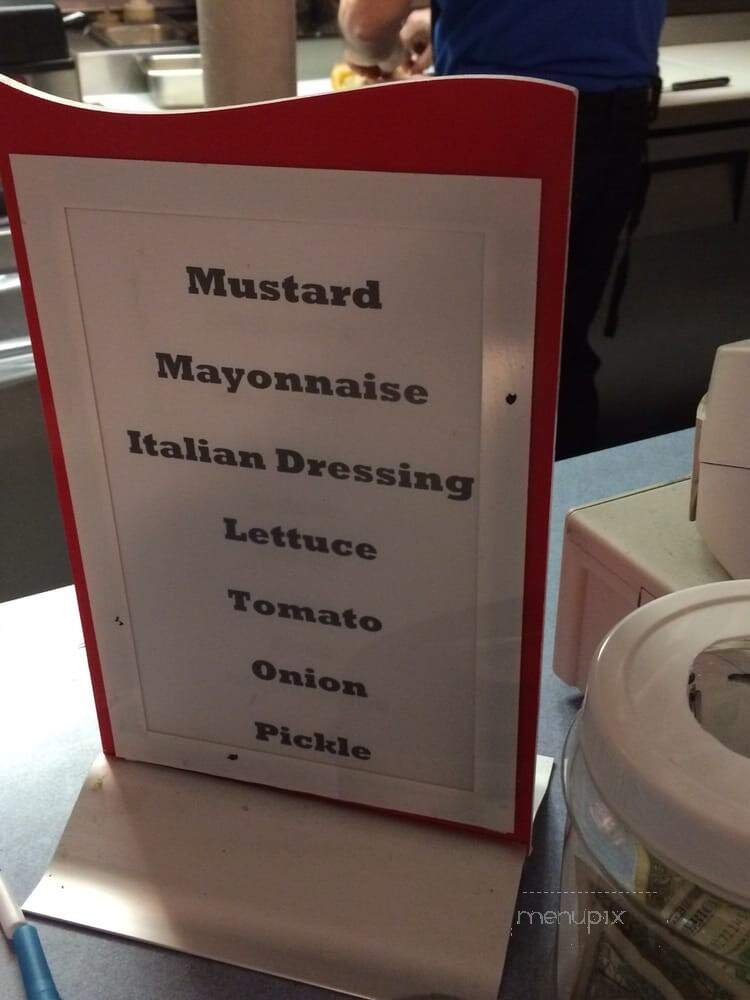 Mustard
Mayonnaise
Italian Dressing
Lettuce
Tomato
Onion
Pickle
menupix